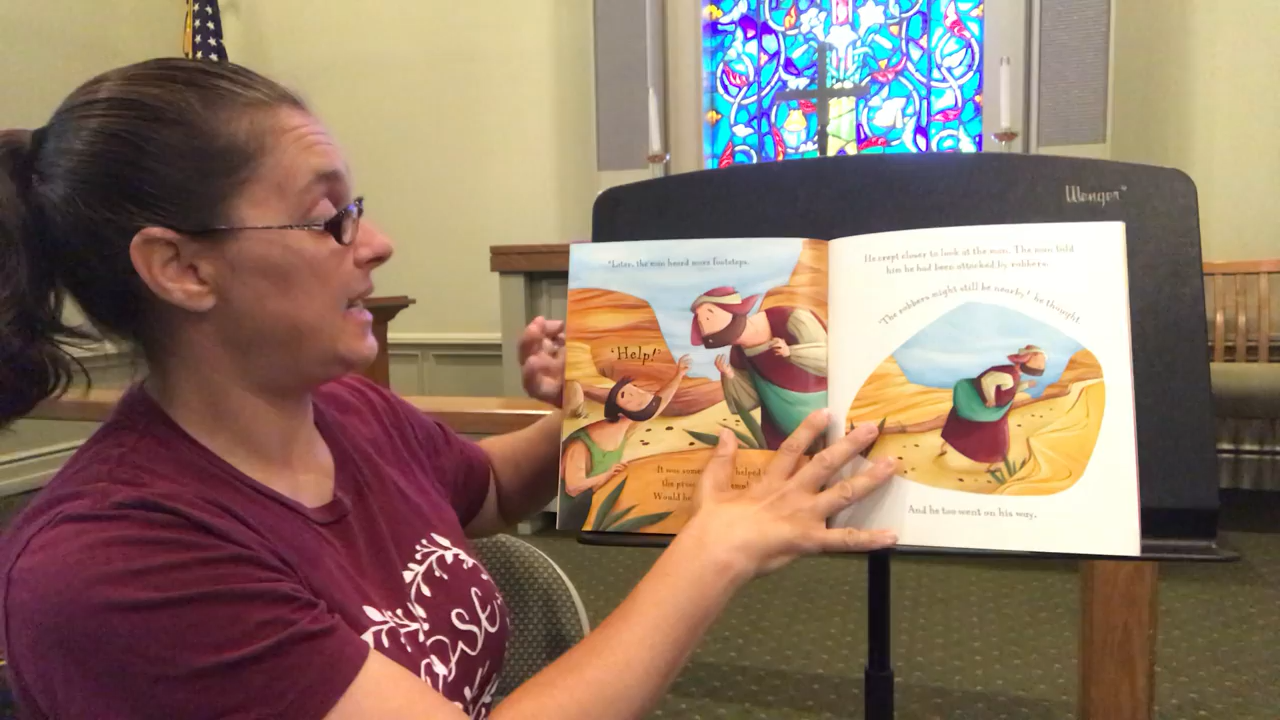 Wenger
"Later, the man heard more footsteps.
'Help!'
It was some helped
the
Would he
He crept closer to look at the man. The man told
him he had been attacked by robbers.
'The robbers might still be nearby,' he thought.
And he too went on his way.